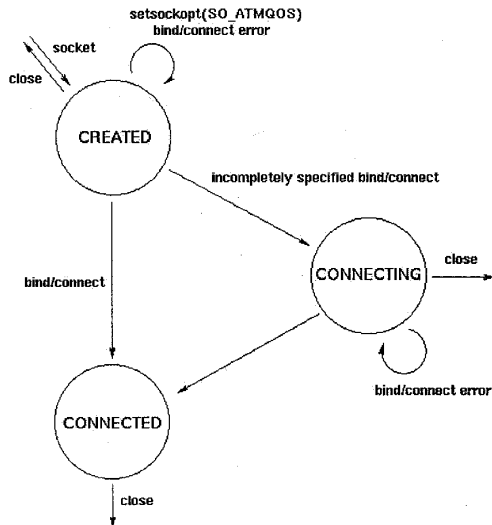 setsockopt(SO_ATMQOS)
bind/connect error
socket
close
CREATED
incompletely specified bind/connect
close
CONNECTING
bind/connect
bind/connect error
CONNECTED
close